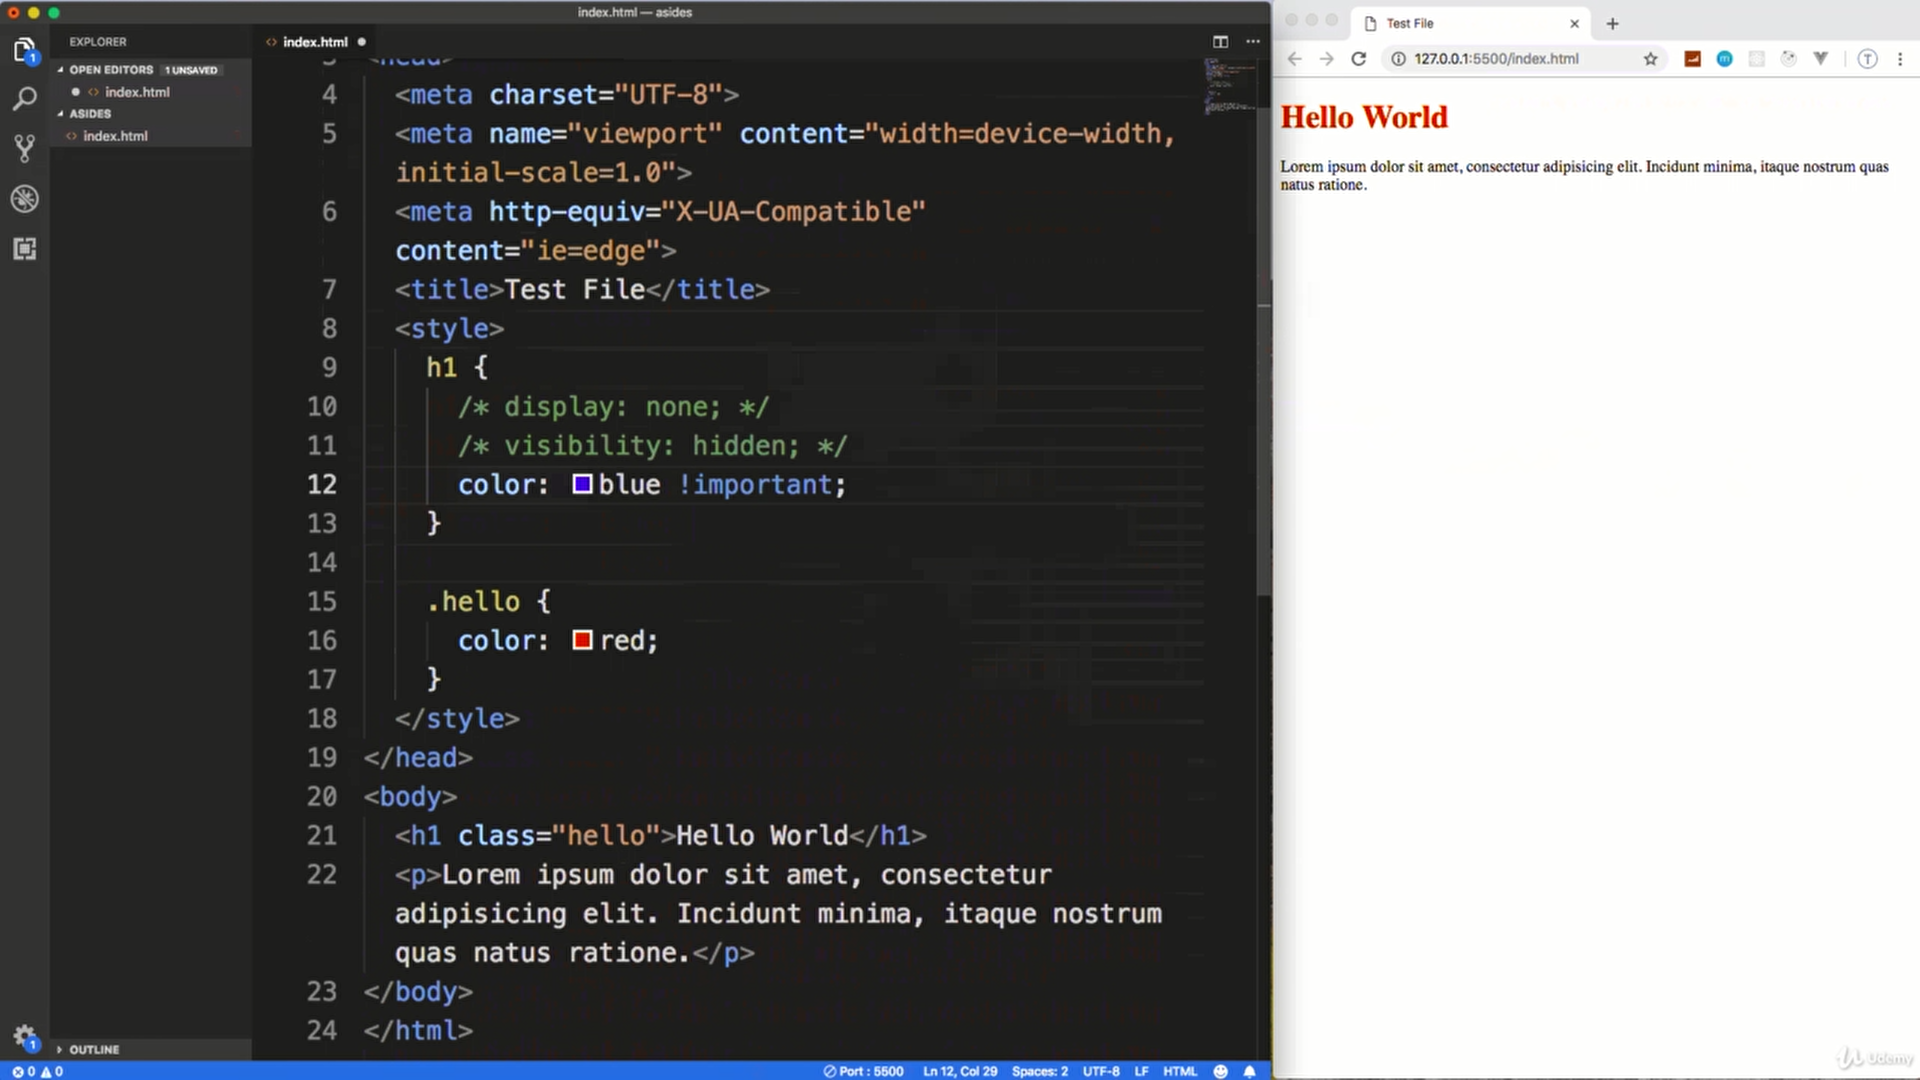 index.html — asides
EXPLORER
OPEN EDITORS 1 UNSAVED
index.html
ASIDES
index.html
OUTLINE
1
1
index.html
3 <head>
4 <meta charset="UTF-8">
5 <meta name="viewport" content="width=device-width,
initial-scale=1.0">
6 <meta http-equiv="X-UA-Compatible"
content="ie=edge">
7 <title>Test File</title>
8 <style>
9 h1 {
10 /* display: none; */
11 /* visibility: hidden; */
12 color: blue !important;
13 }
14
15 .hello {
16 color: red;
17 }
18 </style>
19 </head>
20 <body>
21 <h1 class="hello">Hello World</h1>
22 <p>Lorem ipsum dolor sit amet, consectetur
adipisicing elit. Incidunt minima, itaque nostrum
quas natus ratione.</p>
23 </body>
24 </html>
0 0 Port : 5500 Ln 12, Col 29 Spaces: 2 UTF-8 LF HTML
Test File
127.0.0.1:5500/index.html
Hello World
Lorem ipsum dolor sit amet, consectetur adipisicing elit. Incidunt minima, itaque nostrum quas
natus ratione.
Udemy